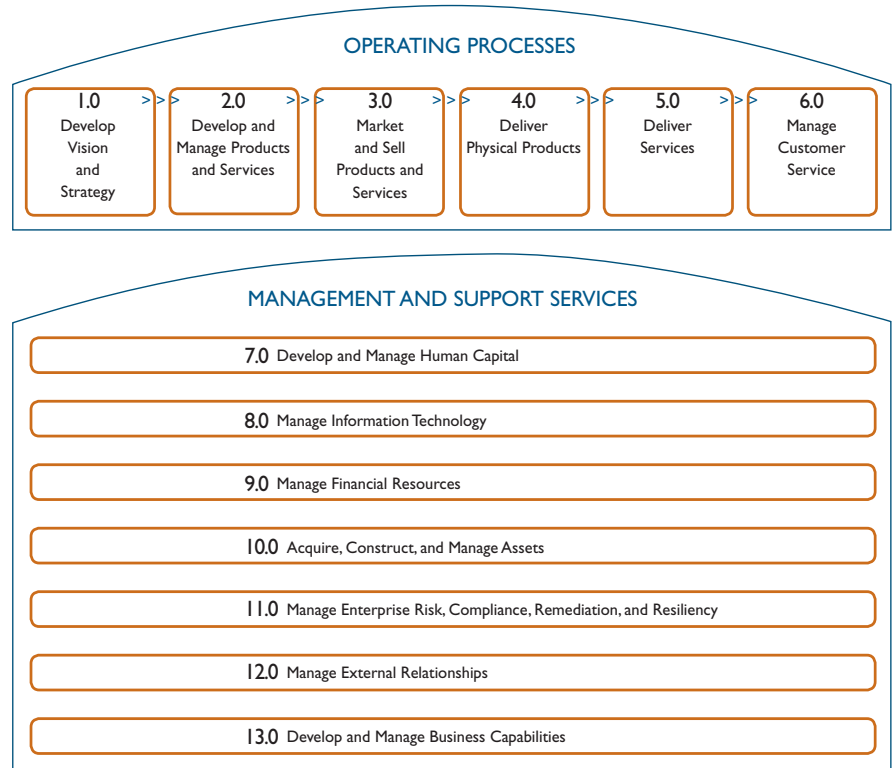 OPERATING PROCESSES
1.0 >>> 2.0 >>> 3.0 >>> 4.0 >>> 5.0 >>> 6.0
Develop
Vision
and
Strategy
Develop and
Manage Products
and Services
Market
and Sell
Products and
Services
Deliver
Physical Products
Deliver
Services
Manage
Customer
Service
MANAGEMENT AND SUPPORT SERVICES
7.0 Develop and Manage Human Capital
8.0 Manage Information Technology
9.0 Manage Financial Resources
10.0 Acquire, Construct, and Manage Assets
11.0 Manage Enterprise Risk, Compliance, Remediation, and Resiliency
12.0 Manage External Relationships
13.0 Develop and Manage Business Capabilities